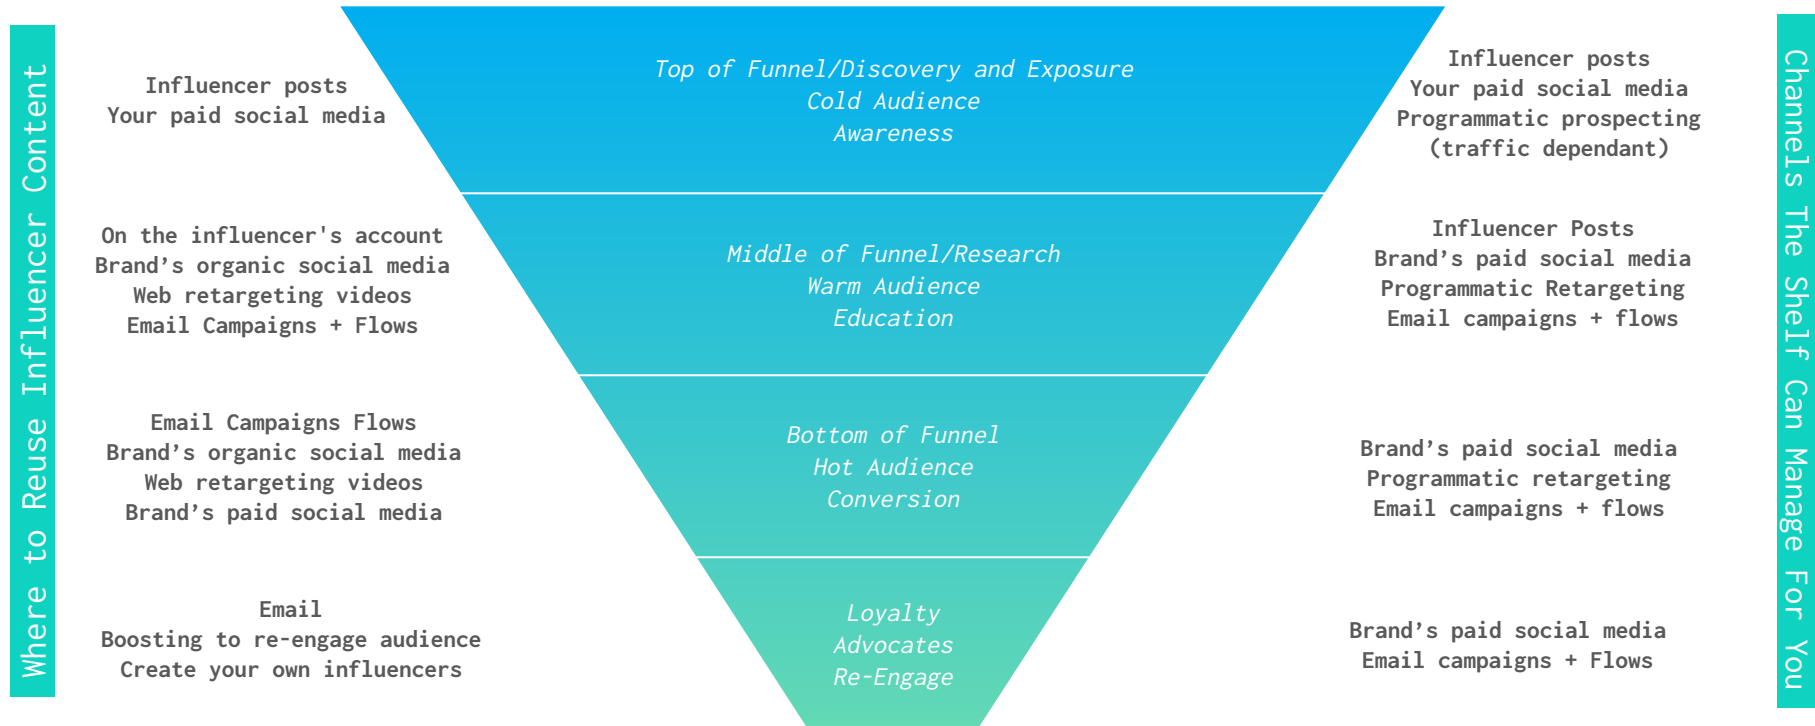 Where to Reuse Influencer Content
Influencer posts
Your paid social media
On the influencer's account
Brand’s organic social media
Web retargeting videos
Email Campaigns + Flows
Email Campaigns Flows
Brand’s organic social media
Web retargeting videos
Brand’s paid social media
Email
Boosting to re-engage audience
Create your own influencers
Top of Funnel/Discovery and Exposure
Cold Audience
Awareness
Middle of Funnel/Research
Warm Audience
Education
Bottom of Funnel
Hot Audience
Conversion
Loyalty
Advocates
Re-Engage
Influencer posts
Your paid social media
Programmatic prospecting
(traffic dependant)
Influencer Posts
Brand’s paid social media
Programmatic Retargeting
Email campaigns + flows
Brand’s paid social media
Programmatic retargeting
Email campaigns + flows
Brand’s paid social media
Email campaigns + Flows
Channels The Shelf Can Manage For You